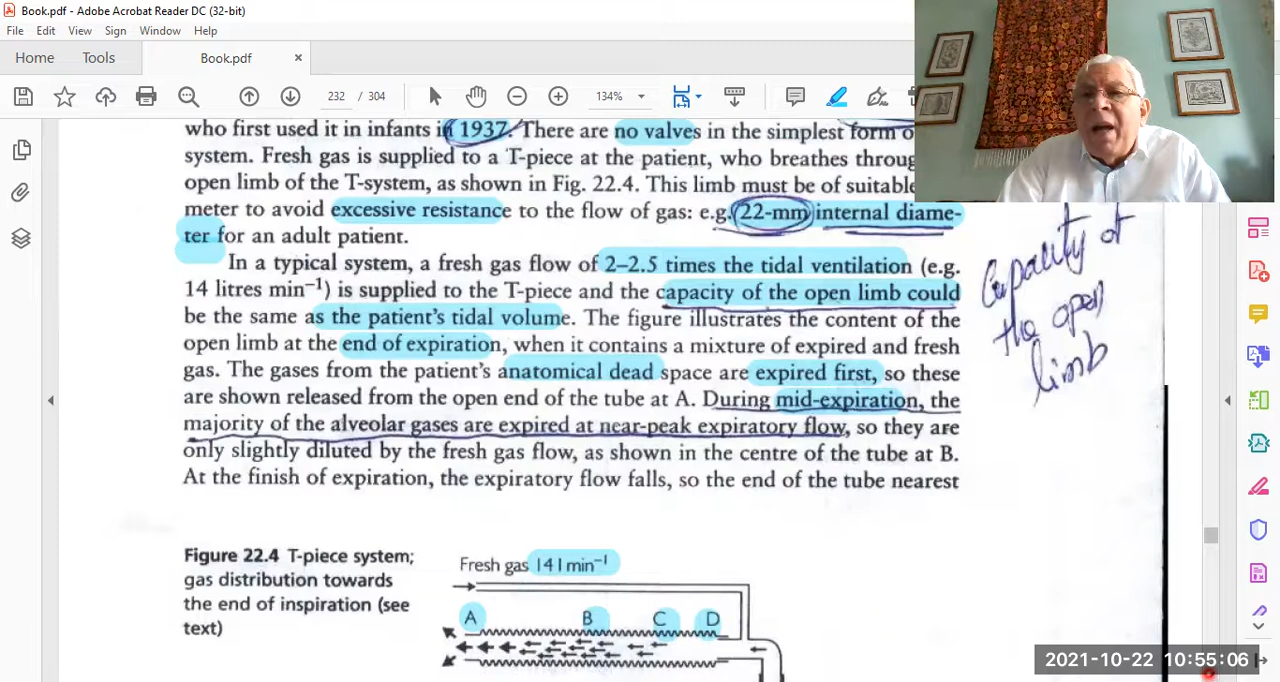 Book.pdf - Adobe Acrobat Reader DC (32-bit)
File Edit View Sign Window Help
Home Tools Book.pdf ×
232 / 304 134%
who first used it in infants in 1937. There are no valves in the simplest form o
system. Fresh gas is supplied to a T-piece at the patient, who breathes throug
open limb of the T-system, as shown in Fig. 22.4. This limb must be of suitable
meter to avoid excessive resistance to the flow of gas: e.g. 22-mm internal diame-
ter for an adult patient.
In a typical system, a fresh gas flow of 2–2.5 times the tidal ventilation (e.g.
14 litres min⁻¹) is supplied to the T-piece and the capacity of the open limb could
be the same as the patient's tidal volume. The figure illustrates the content of the
open limb at the end of expiration, when it contains a mixture of expired and fresh
gas. The gases from the patient's anatomical dead space are expired first, so these
are shown released from the open end of the tube at A. During mid-expiration, the
majority of the alveolar gases are expired at near-peak expiratory flow, so they are
only slightly diluted by the fresh gas flow, as shown in the centre of the tube at B.
At the finish of expiration, the expiratory flow falls, so the end of the tube nearest
Capacity of
the open
limb
Figure 22.4 T-piece system;
gas distribution towards
the end of inspiration (see
text)
Fresh gas 14 l min⁻¹
A B C D
2021-10-22 10:55:06